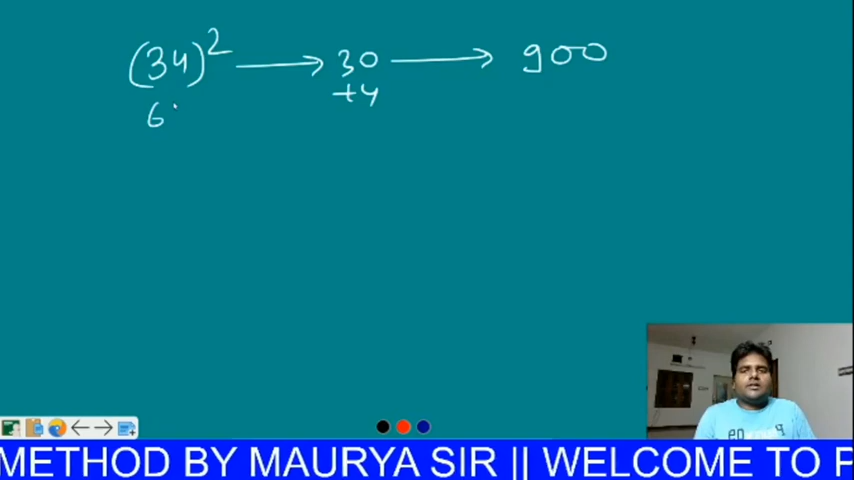 (34)² → 30 → 900
6 +4
METHOD BY MAURYA SIR || WELCOME TO P